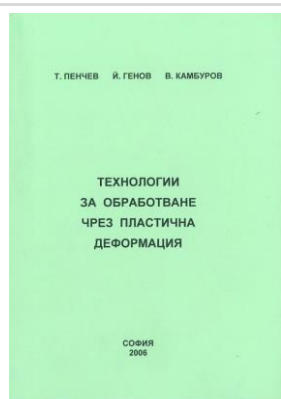 Т. ПЕНЧЕВ Й. ГЕНОВ В. КАМБУРОВ
ТЕХНОЛОГИИ
ЗА ОБРАБОТВАНЕ
ЧРЕЗ ПЛАСТИЧНА
ДЕФОРМАЦИЯ
СОФИЯ
2006